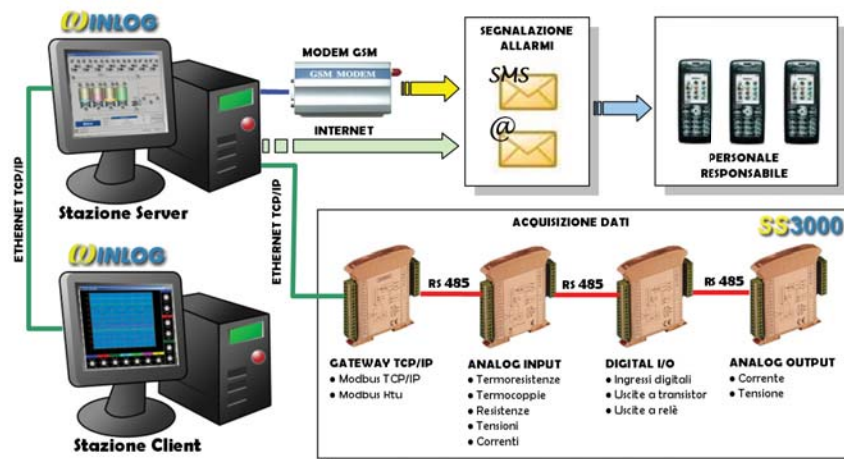 WINLOG
MODEM GSM
GSM MODEM
SEGNALAZIONE
ALLARMI
SMS
@
INTERNET
PERSONALE
RESPONSABILE
ETHERNET TCP/IP
ETHERNET TCP/IP
Stazione Server
WINLOG
Stazione Client
ACQUISIZIONE DATI
SS3000
RS 485
RS 485
RS 485
GATEWAY TCP/IP
• Modbus TCP/IP
• Modbus Rtu
ANALOG INPUT
• Termoresistenze
• Termocoppie
• Resistenze
• Tensioni
• Correnti
DIGITAL I/O
• Ingressi digitali
• Uscite a transistor
• Uscite a relè
ANALOG OUTPUT
• Corrente
• Tensione